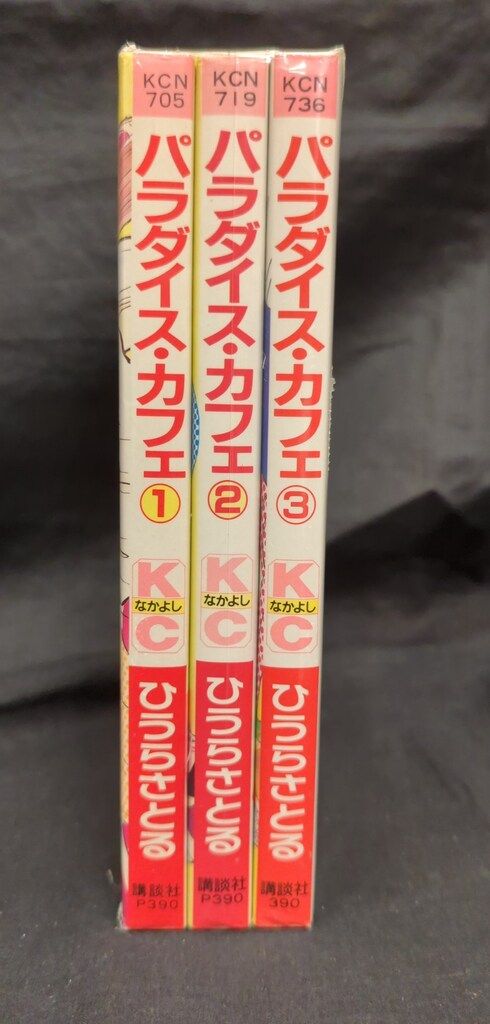 KCN
705
パラダイス・カフェ
1
K
なかよし
C
ひうらさとる
講談社
P390
KCN
719
パラダイス・カフェ
2
K
なかよし
C
ひうらさとる
講談社
P390
KCN
736
パラダイス・カフェ
3
K
なかよし
C
ひうらさとる
講談社
390